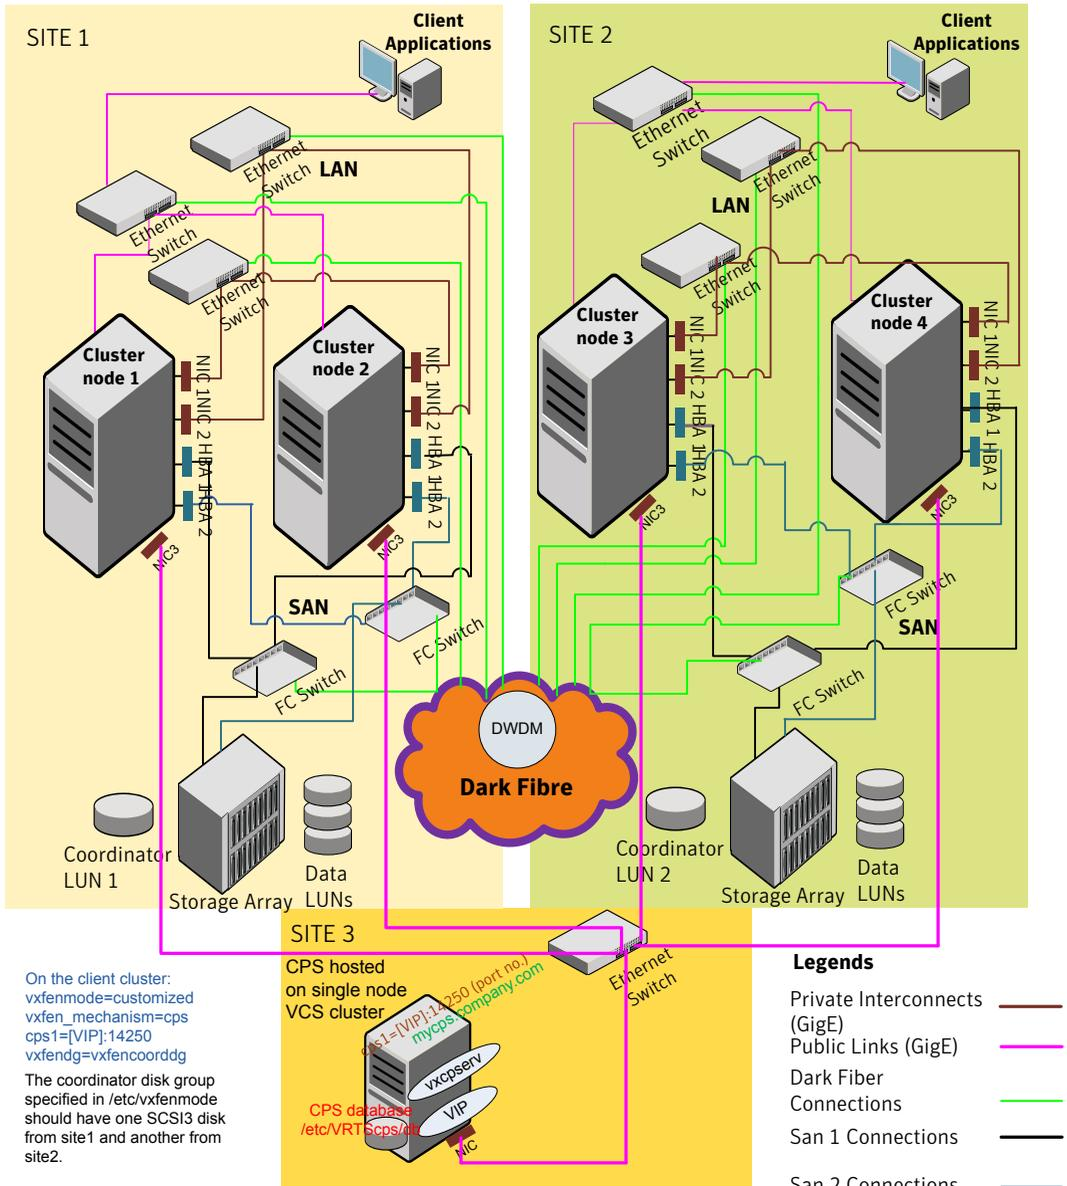 SITE 1
Client
Applications
Ethernet
Switch
LAN
Ethernet
Switch
Ethernet
Switch
Cluster
node 1
NIC 1
NIC 2
HBA 1
HBA 2
NIC3
Cluster
node 2
NIC 1
NIC 2
HBA 1
HBA 2
NIC3
SAN
FC Switch
FC Switch
Coordinator
LUN 1
Storage Array
Data
LUNs
SITE 2
Client
Applications
Ethernet
Switch
Ethernet
Switch
LAN
Ethernet
Switch
Cluster
node 3
NIC 1
NIC 2
HBA 1
HBA 2
NIC3
Cluster
node 4
NIC 1
NIC 2
HBA 1
HBA 2
NIC3
FC Switch
SAN
FC Switch
Coordinator
LUN 2
Storage Array
Data
LUNs
DWDM
Dark Fibre
SITE 3
CPS hosted
on single node
VCS cluster
Ethernet
Switch
cps1=[VIP]:14250 (port no.)
mycps.company.com
vxcpserv
VIP
CPS database
/etc/VRTScps/db
NIC
On the client cluster:
vxfenmode=customized
vxfen_mechanism=cps
cps1=[VIP]:14250
vxfendg=vxfencoorddg
The coordinator disk group
specified in /etc/vxfenmode
should have one SCSI3 disk
from site1 and another from
site2.
Legends
Private Interconnects
(GigE)
Public Links (GigE)
Dark Fiber
Connections
San 1 Connections
San 2 Connections